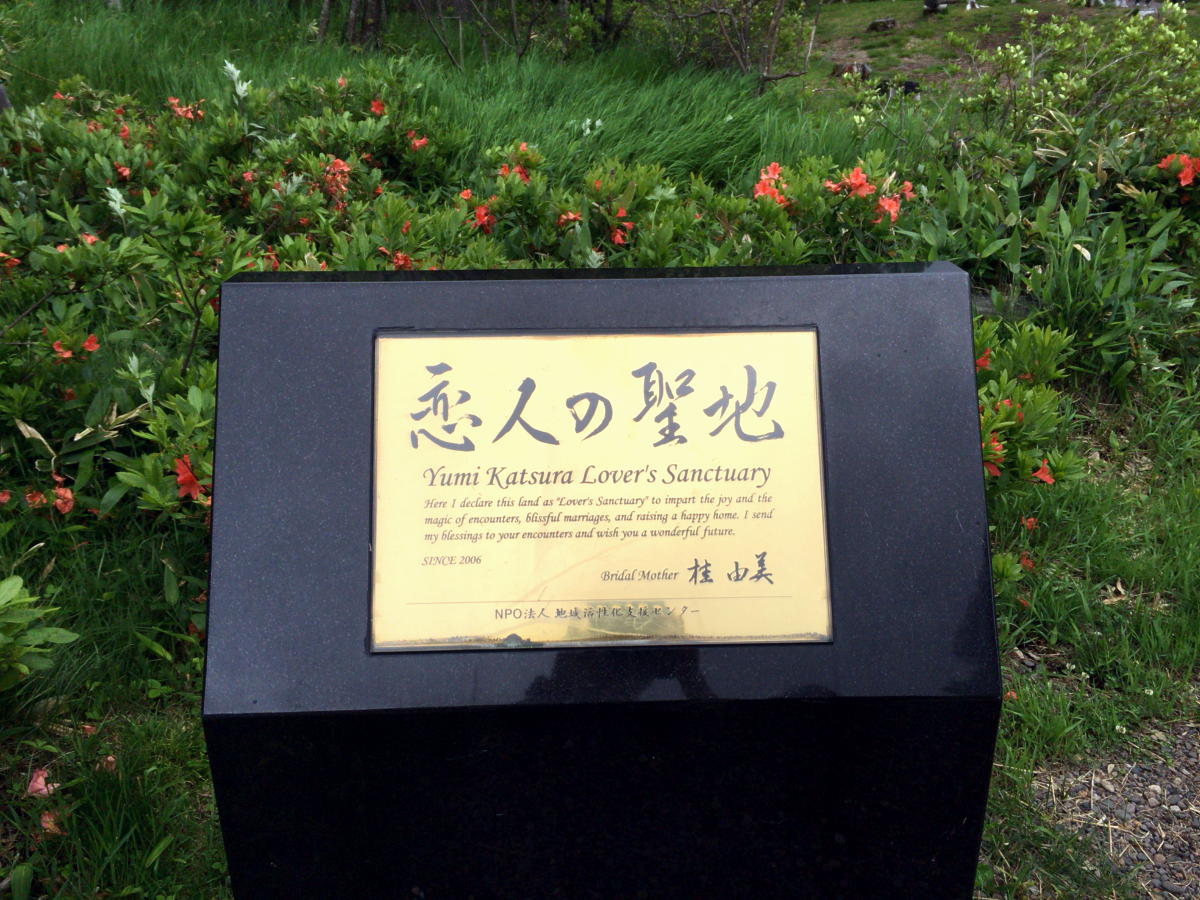 恋人の聖地
Yumi Katsura Lover's Sanctuary
Here I declare this land as "Lover's Sanctuary" to impart the joy and the
magic of encounters, blissful marriages, and raising a happy home. I send
my blessings to your encounters and wish you a wonderful future.
SINCE 2006
Bridal Mother 桂 由美
NPO法人 地域活性化支援センター